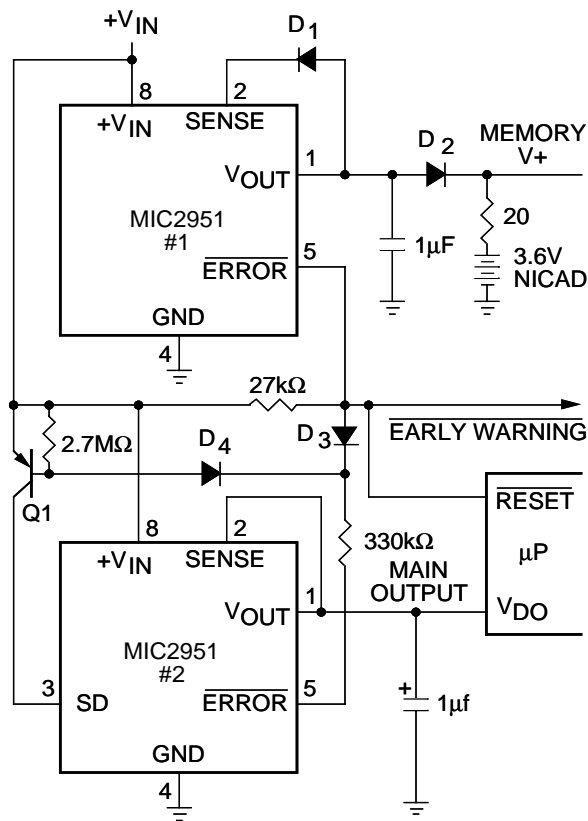 +VIN
D1
8
2
+VIN
SENSE
1
VOUT
D2
MEMORY
V+
MIC2951
#1
5
ERROR
1µF
20
3.6V
NICAD
GND
4
27kΩ
EARLY WARNING
2.7MΩ
D4
D3
Q1
RESET
8
2
330kΩ
+VIN
SENSE
µP
1
MAIN
OUTPUT
VOUT
VDO
MIC2951
#2
3
SD
5
ERROR
+
1µf
GND
4